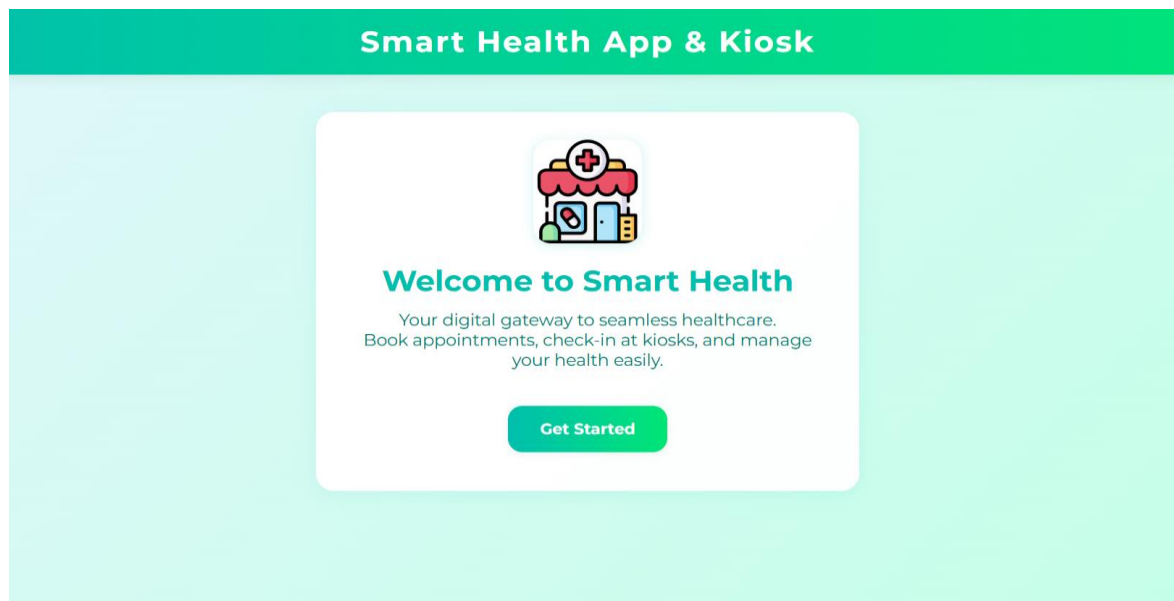 Smart Health App & Kiosk
Welcome to Smart Health
Your digital gateway to seamless healthcare.
Book appointments, check-in at kiosks, and manage
your health easily.
Get Started